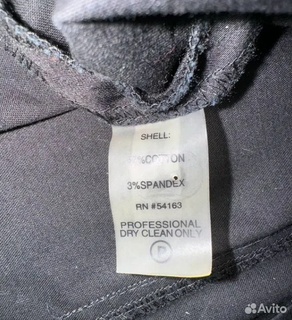 SHELL:
%COTTON
3%SPANDEX
RN #54163
PROFESSIONAL
DRY CLEAN ONLY
P
Avito